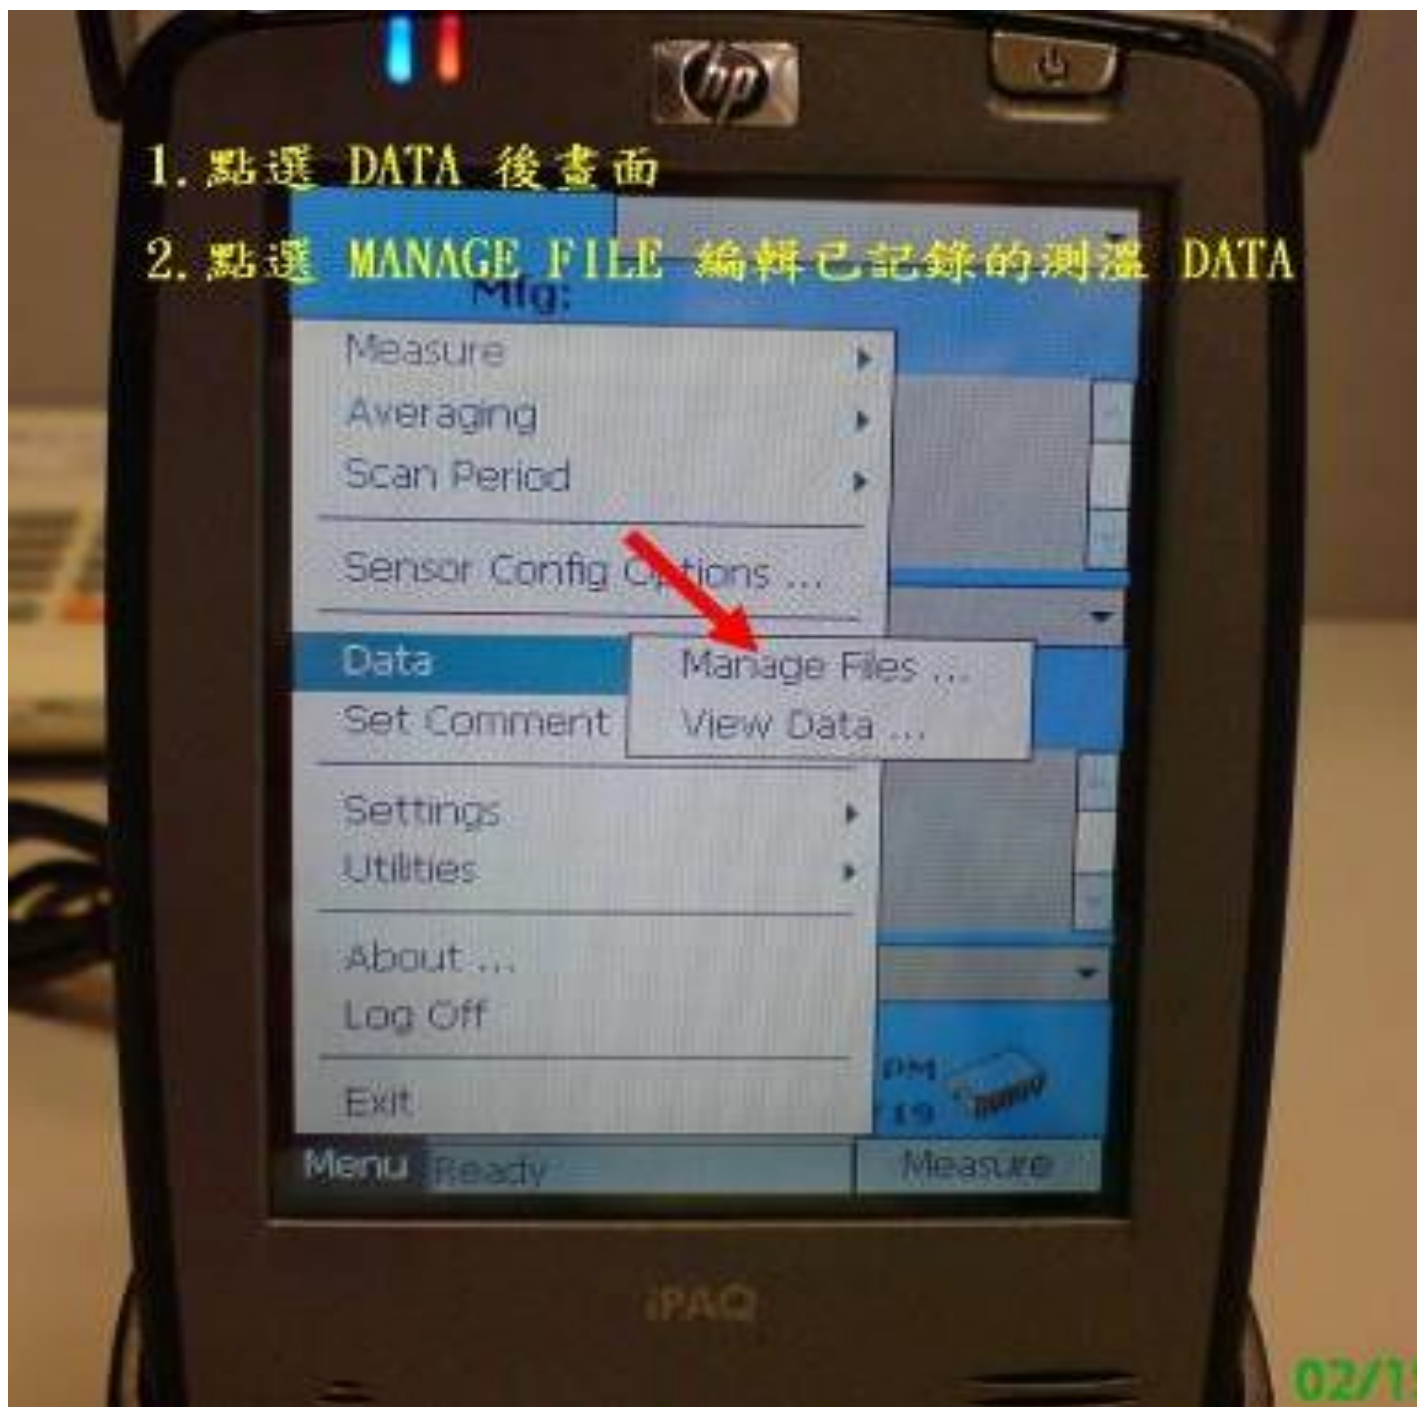 hp
1. 點選 DATA 後畫面
2. 點選 MANAGE FILE 編輯已記錄的測溫 DATA
Mfg:
Measure
Averaging
Scan Period
Sensor Config Options ...
Data
Manage Files ...
Set Comment
View Data ...
Settings
Utilities
About ...
Log Off
Exit
PM
/19
Menu Ready Measure
iPAQ